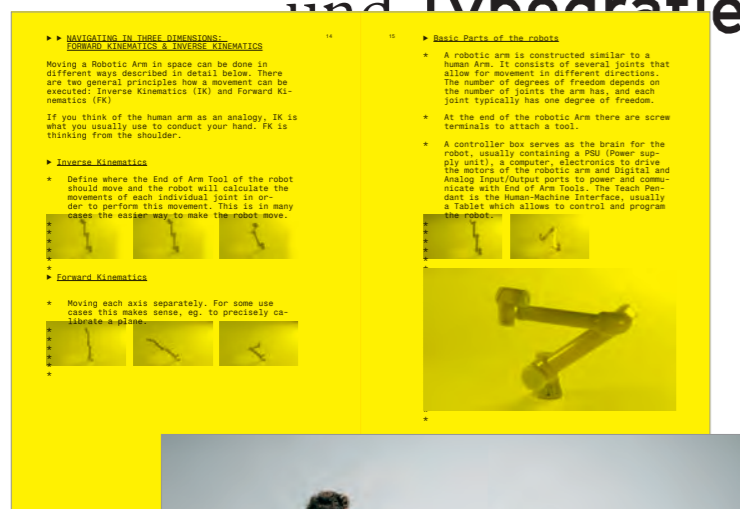 und Typografie
▶ ▶ NAVIGATING IN THREE DIMENSIONS:
FORWARD KINEMATICS & INVERSE KINEMATICS
14
Moving a Robotic Arm in space can be done in
different ways described in detail below. There
are two general principles how a movement can be
executed: Inverse Kinematics (IK) and Forward Ki-
nematics (FK)
If you think of the human arm as an analogy, IK is
what you usually use to conduct your hand. FK is
thinking from the shoulder.
▶ Inverse Kinematics
* Define where the End of Arm Tool of the robot
should move and the robot will calculate the
movements of each individual joint in or-
der to perform this movement. This is in many
cases the easier way to make the robot move.
*
*
*
*
*
*
▶ Forward Kinematics
* Moving each axis separately. For some use
cases this makes sense, eg. to precisely ca-
librate a plane.
*
*
*
*
*
*
15
▶ Basic Parts of the robots
* A robotic arm is constructed similar to a
human Arm. It consists of several joints that
allow for movement in different directions.
The number of degrees of freedom depends on
the number of joints the arm has, and each
joint typically has one degree of freedom.
* At the end of the robotic Arm there are screw
terminals to attach a tool.
* A controller box serves as the brain for the
robot, usually containing a PSU (Power sup-
ply unit), a computer, electronics to drive
the motors of the robotic arm and Digital and
Analog Input/Output ports to power and commu-
nicate with End of Arm Tools. The Teach Pen-
dant is the Human-Machine Interface, usually
a Tablet which allows to control and program
the robot.
*
*
*
*
*
*
*